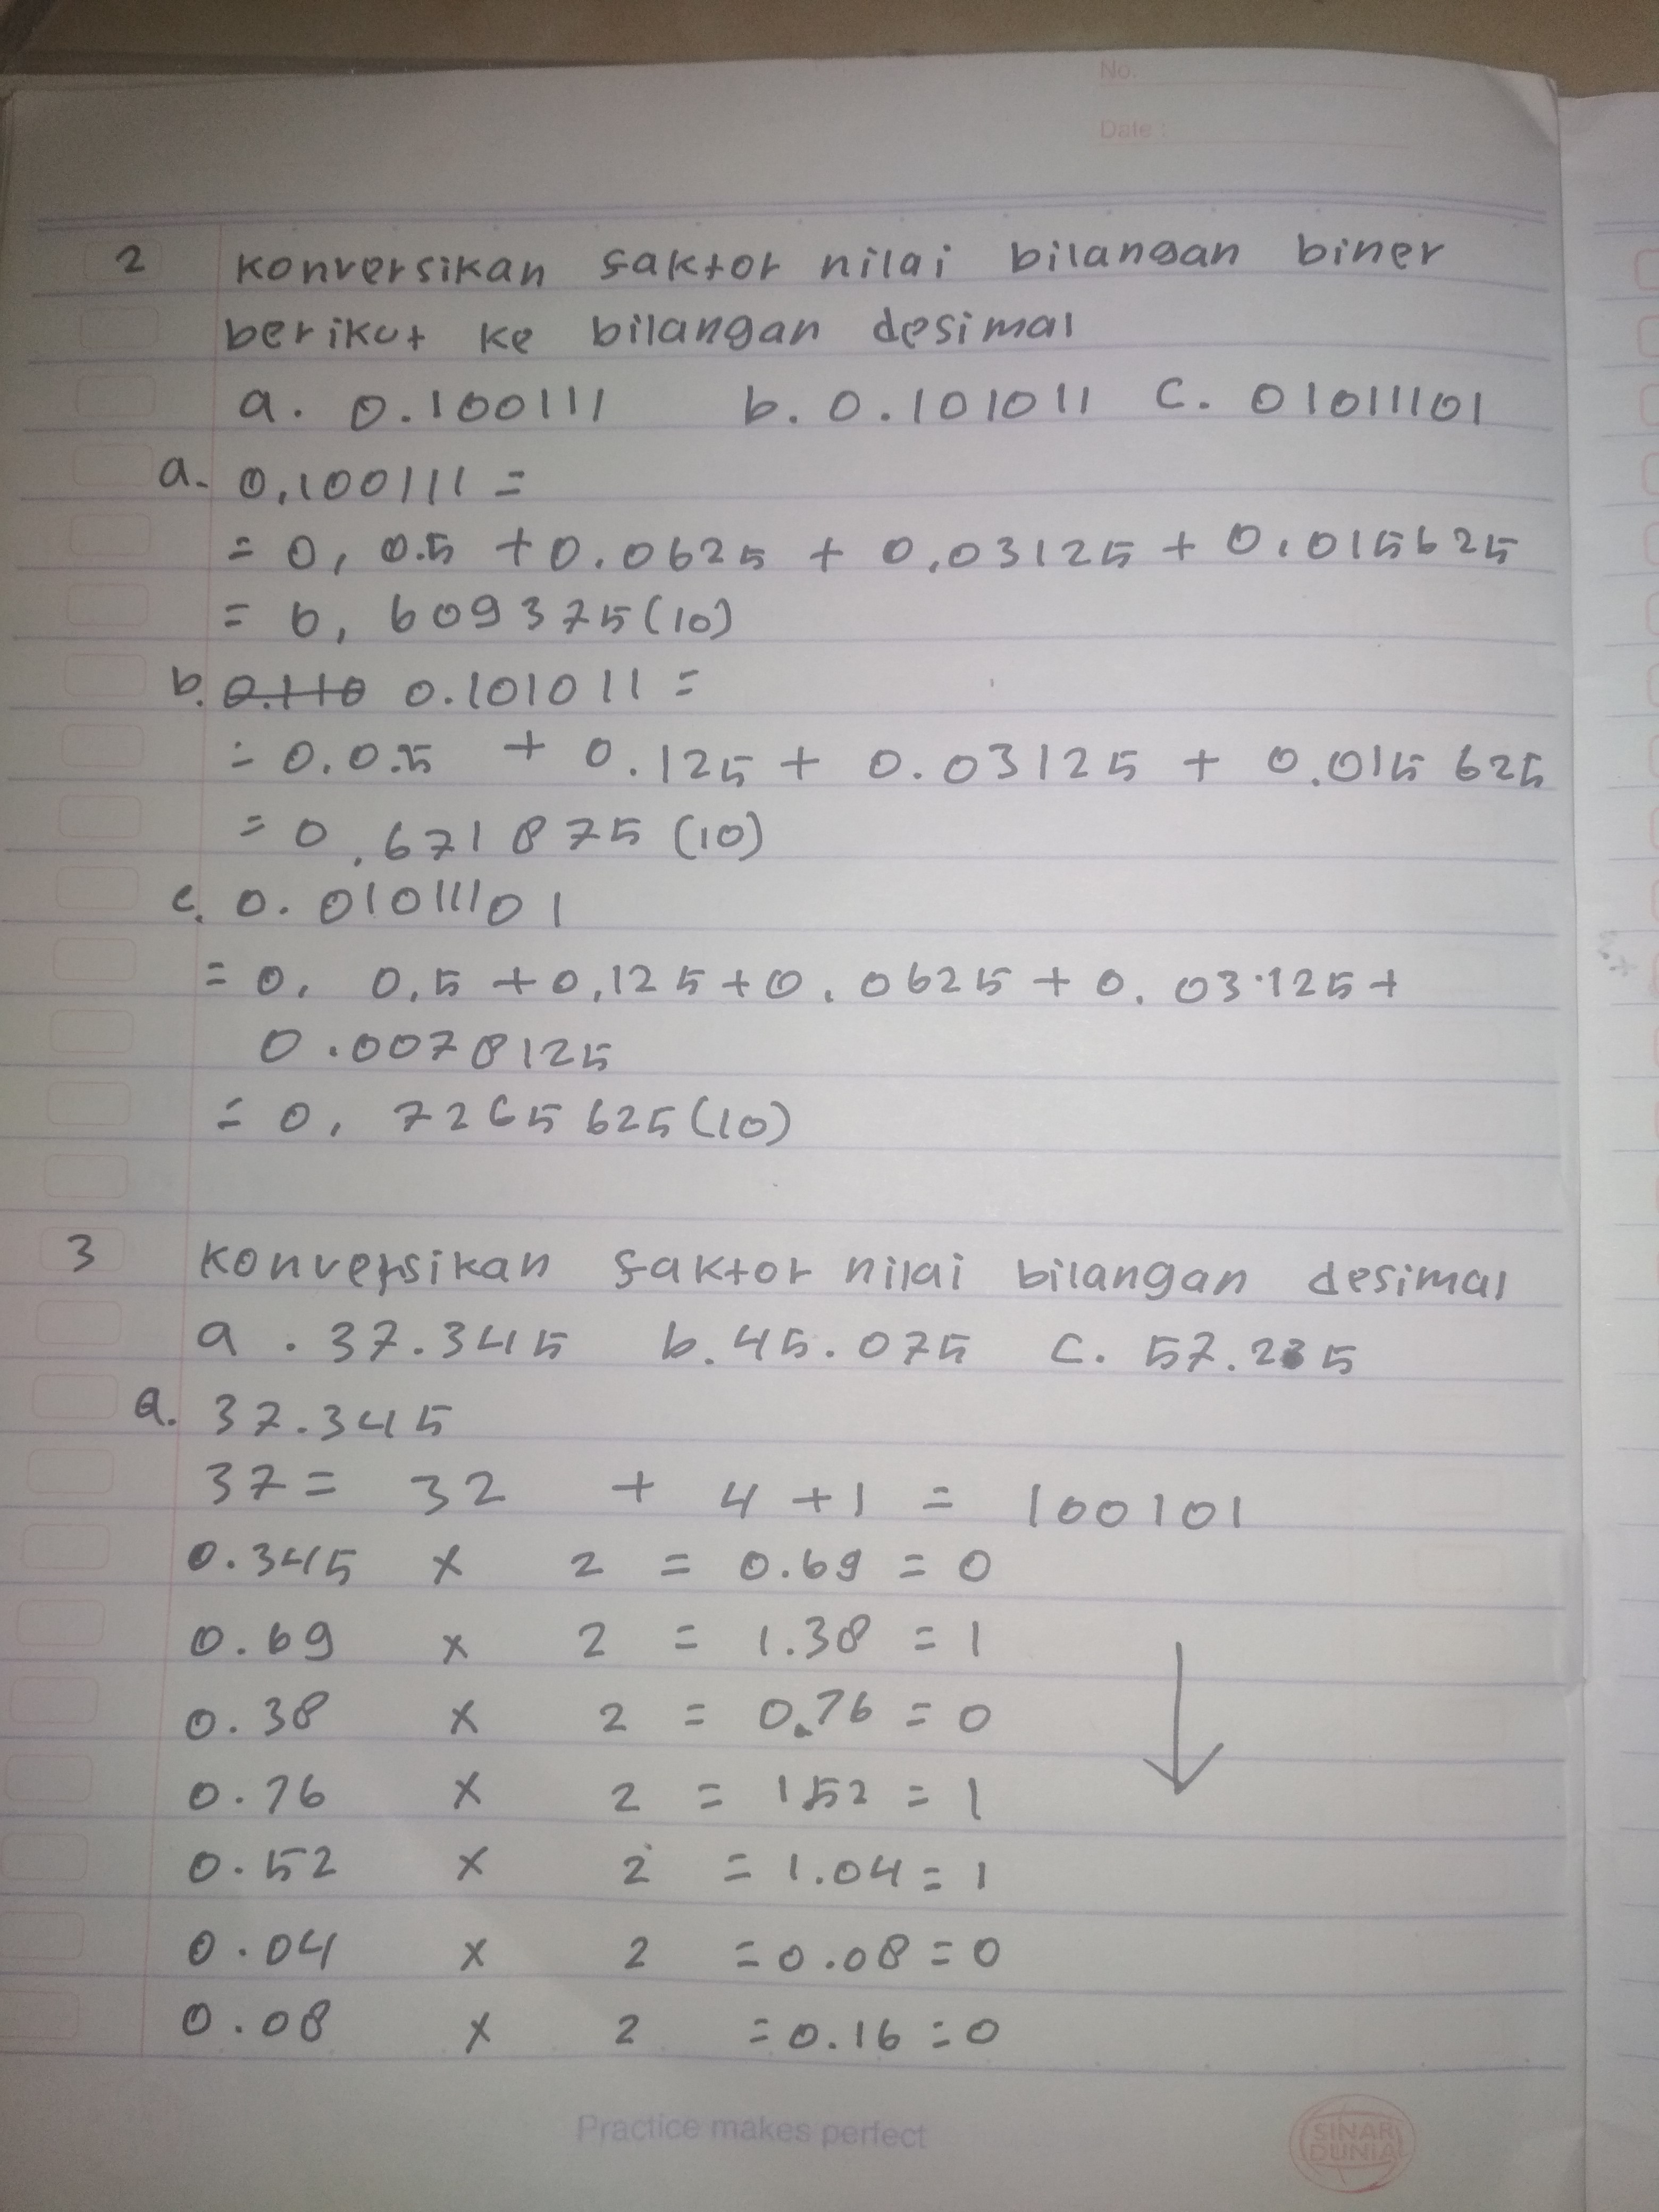 No.
Date :
2 Konversikan faktor nilai bilangan biner
berikut ke bilangan desimal
a. 0.100111 b. 0.101011 c. 01011101
a. 0,100111 =
= 0, 0.5 + 0.0625 + 0,03125 + 0.015625
= 0, 609375 (10)
b. 0.110 0.101011 =
= 0.0.5 + 0.125 + 0.03125 + 0.015625
= 0,671875 (10)
c. 0.01011101
= 0, 0,5 + 0,125 + 0.0625 + 0.03125 +
0.0078125
= 0, 7265625 (10)
3 Konversikan faktor nilai bilangan desimal
a . 37.345 b. 45.075 c. 57.235
a. 37.345
37 = 32 + 4 + 1 = 100101
0.345 x 2 = 0.69 = 0
0.69 x 2 = 1.38 = 1
0.38 x 2 = 0.76 = 0
0.76 x 2 = 1.52 = 1
0.52 x 2 = 1.04 = 1
0.04 x 2 = 0.08 = 0
0.08 x 2 = 0.16 = 0
Practice makes perfect
SINAR
DUNIA